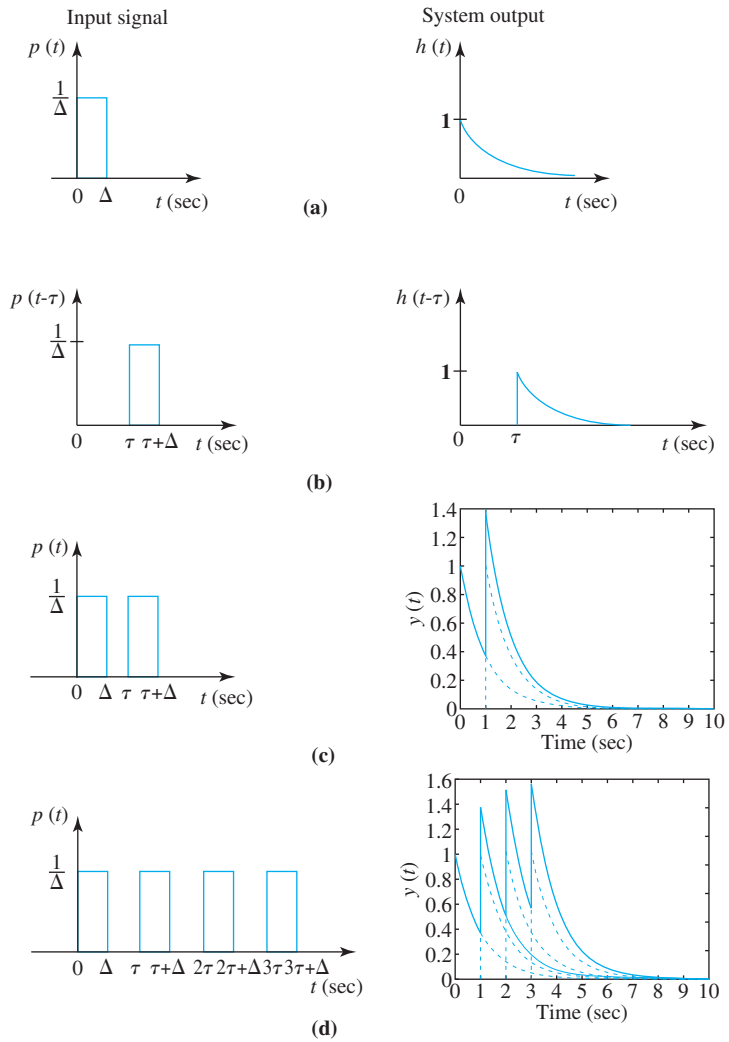 Input signal
System output
p (t)
h (t)
1
Δ
1
0
Δ
t (sec)
0
t (sec)
(a)
p (t-τ)
h (t-τ)
1
Δ
1
0
τ
τ+Δ
t (sec)
0
τ
t (sec)
(b)
p (t)
1
Δ
0
Δ
τ
τ+Δ
t (sec)
y (t)
1.4
1.2
1
0.8
0.6
0.4
0.2
0
0 1 2 3 4 5 6 7 8 9 10
Time (sec)
(c)
p (t)
1
Δ
0
Δ
τ
τ+Δ
2τ
2τ+Δ
3τ
3τ+Δ
t (sec)
y (t)
1.6
1.4
1.2
1
0.8
0.6
0.4
0.2
0
0 1 2 3 4 5 6 7 8 9 10
Time (sec)
(d)